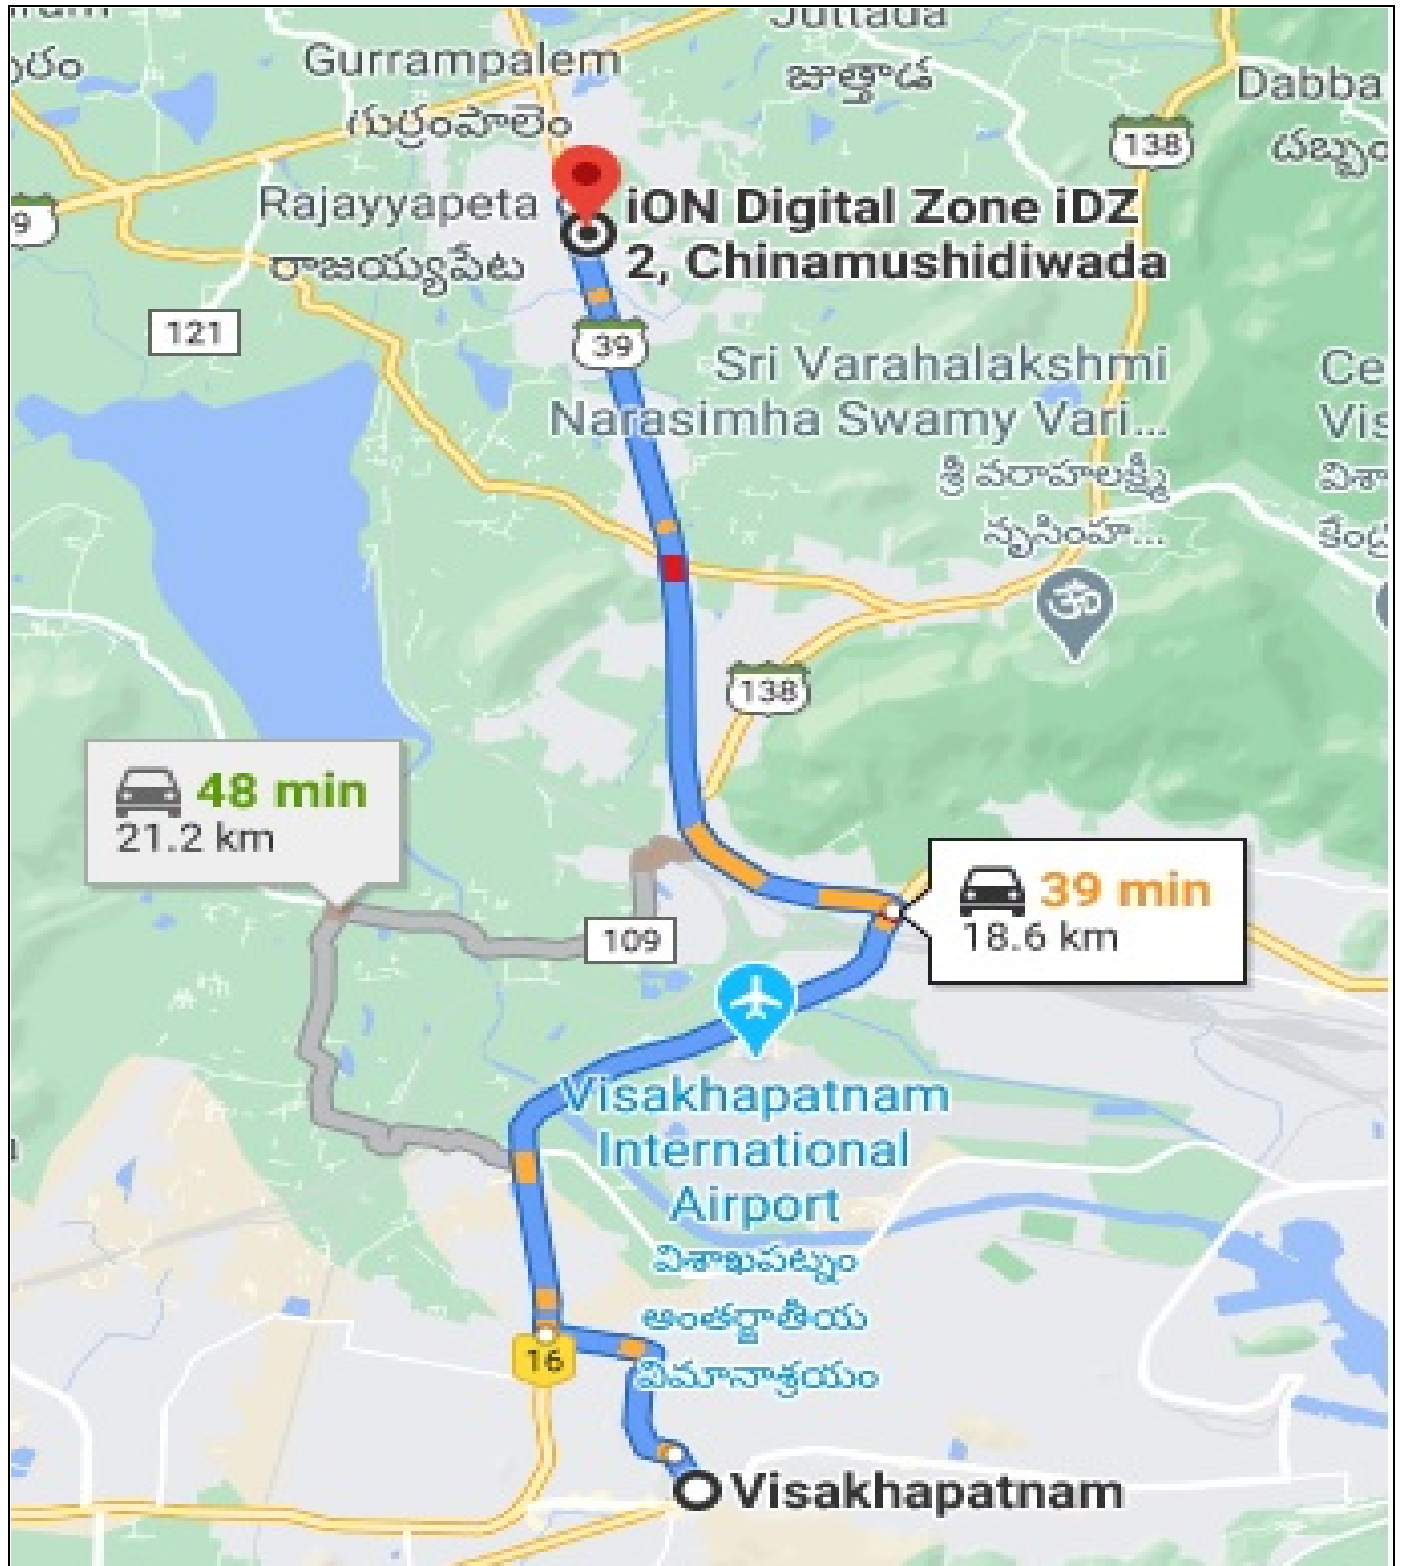 Juttada
Gurrampalem
జుత్తాడ
Dabba
గుర్రంపాలెం
138
Rajayyapeta
iON Digital Zone iDZ
2, Chinamushidiwada
రాజయ్యపేట
121
39
Sri Varahalakshmi
Narasimha Swamy Vari...
శ్రీ వరాహలక్ష్మీ
నృసింహ...
Ce
Vis
విశా
138
48 min
21.2 km
39 min
18.6 km
109
Visakhapatnam
International
Airport
విశాఖపట్నం
అంతర్జాతీయ
విమానాశ్రయం
16
Visakhapatnam